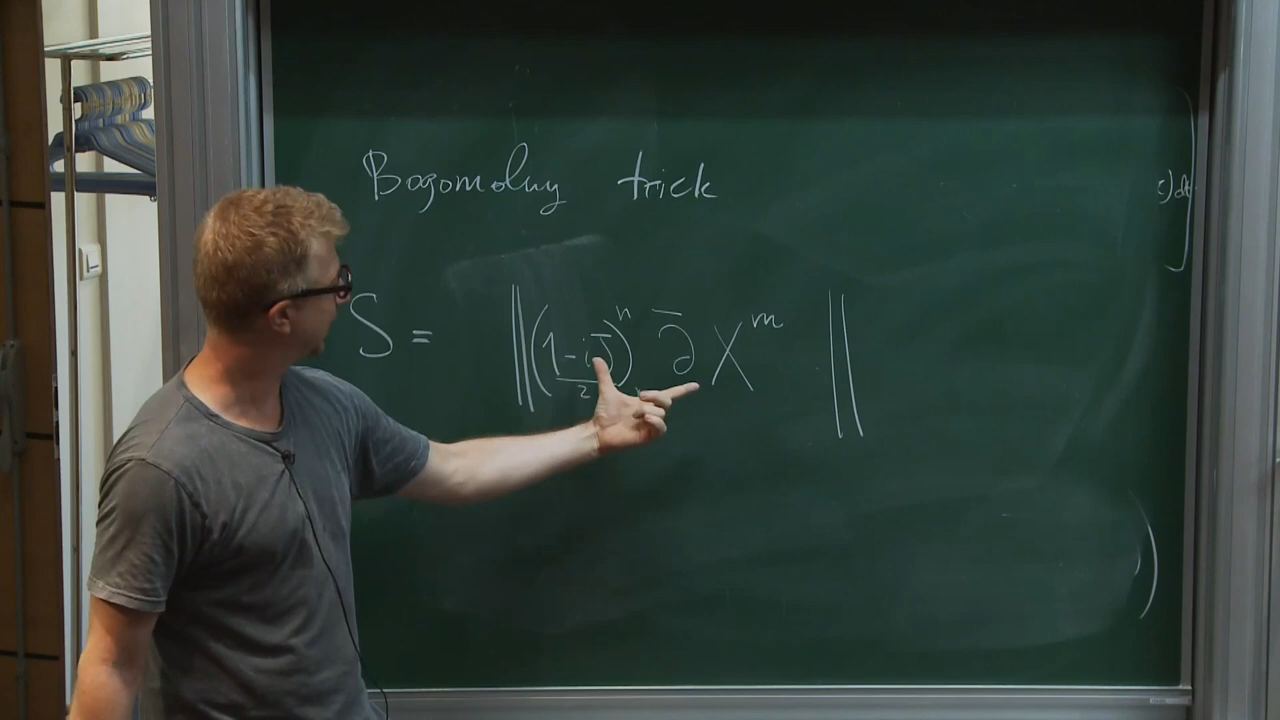 Bogomolny trick
S = ‖((1-iJ)/2)ⁿ ∂̄ Xᵐ ‖
)